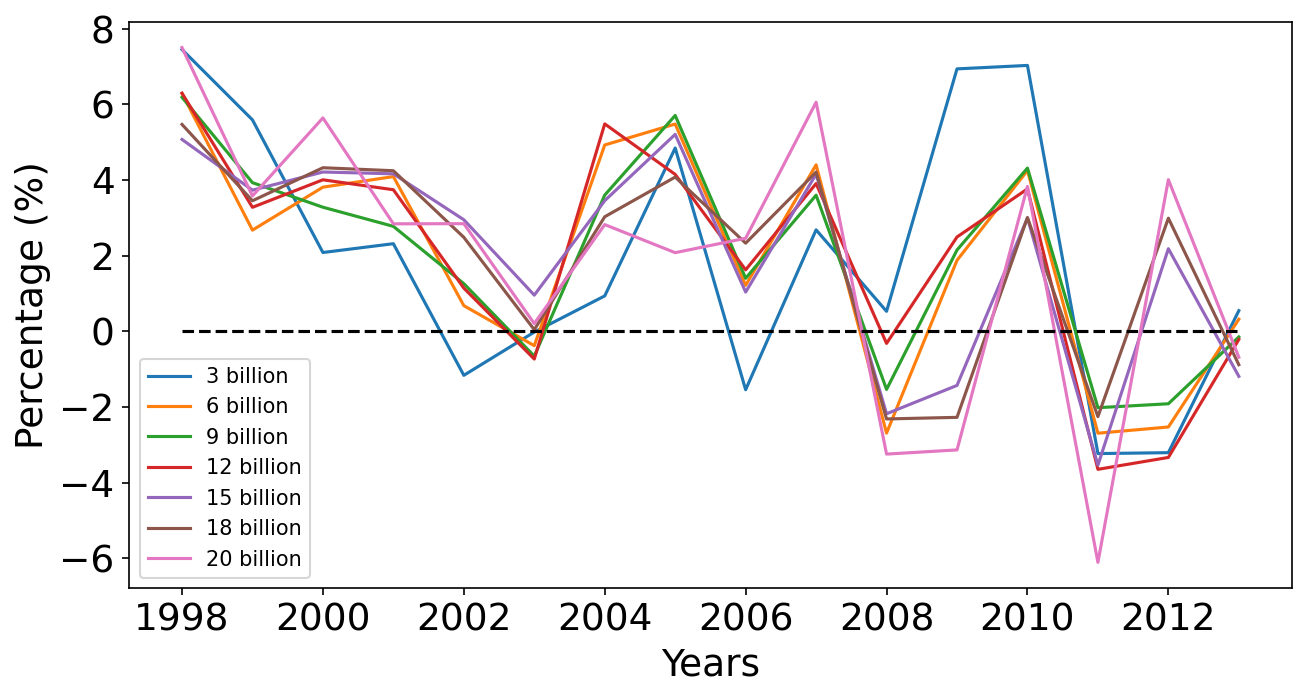 8
6
4
2
0
−2
−4
−6
Percentage (%)
3 billion
6 billion
9 billion
12 billion
15 billion
18 billion
20 billion
1998 2000 2002 2004 2006 2008 2010 2012
Years